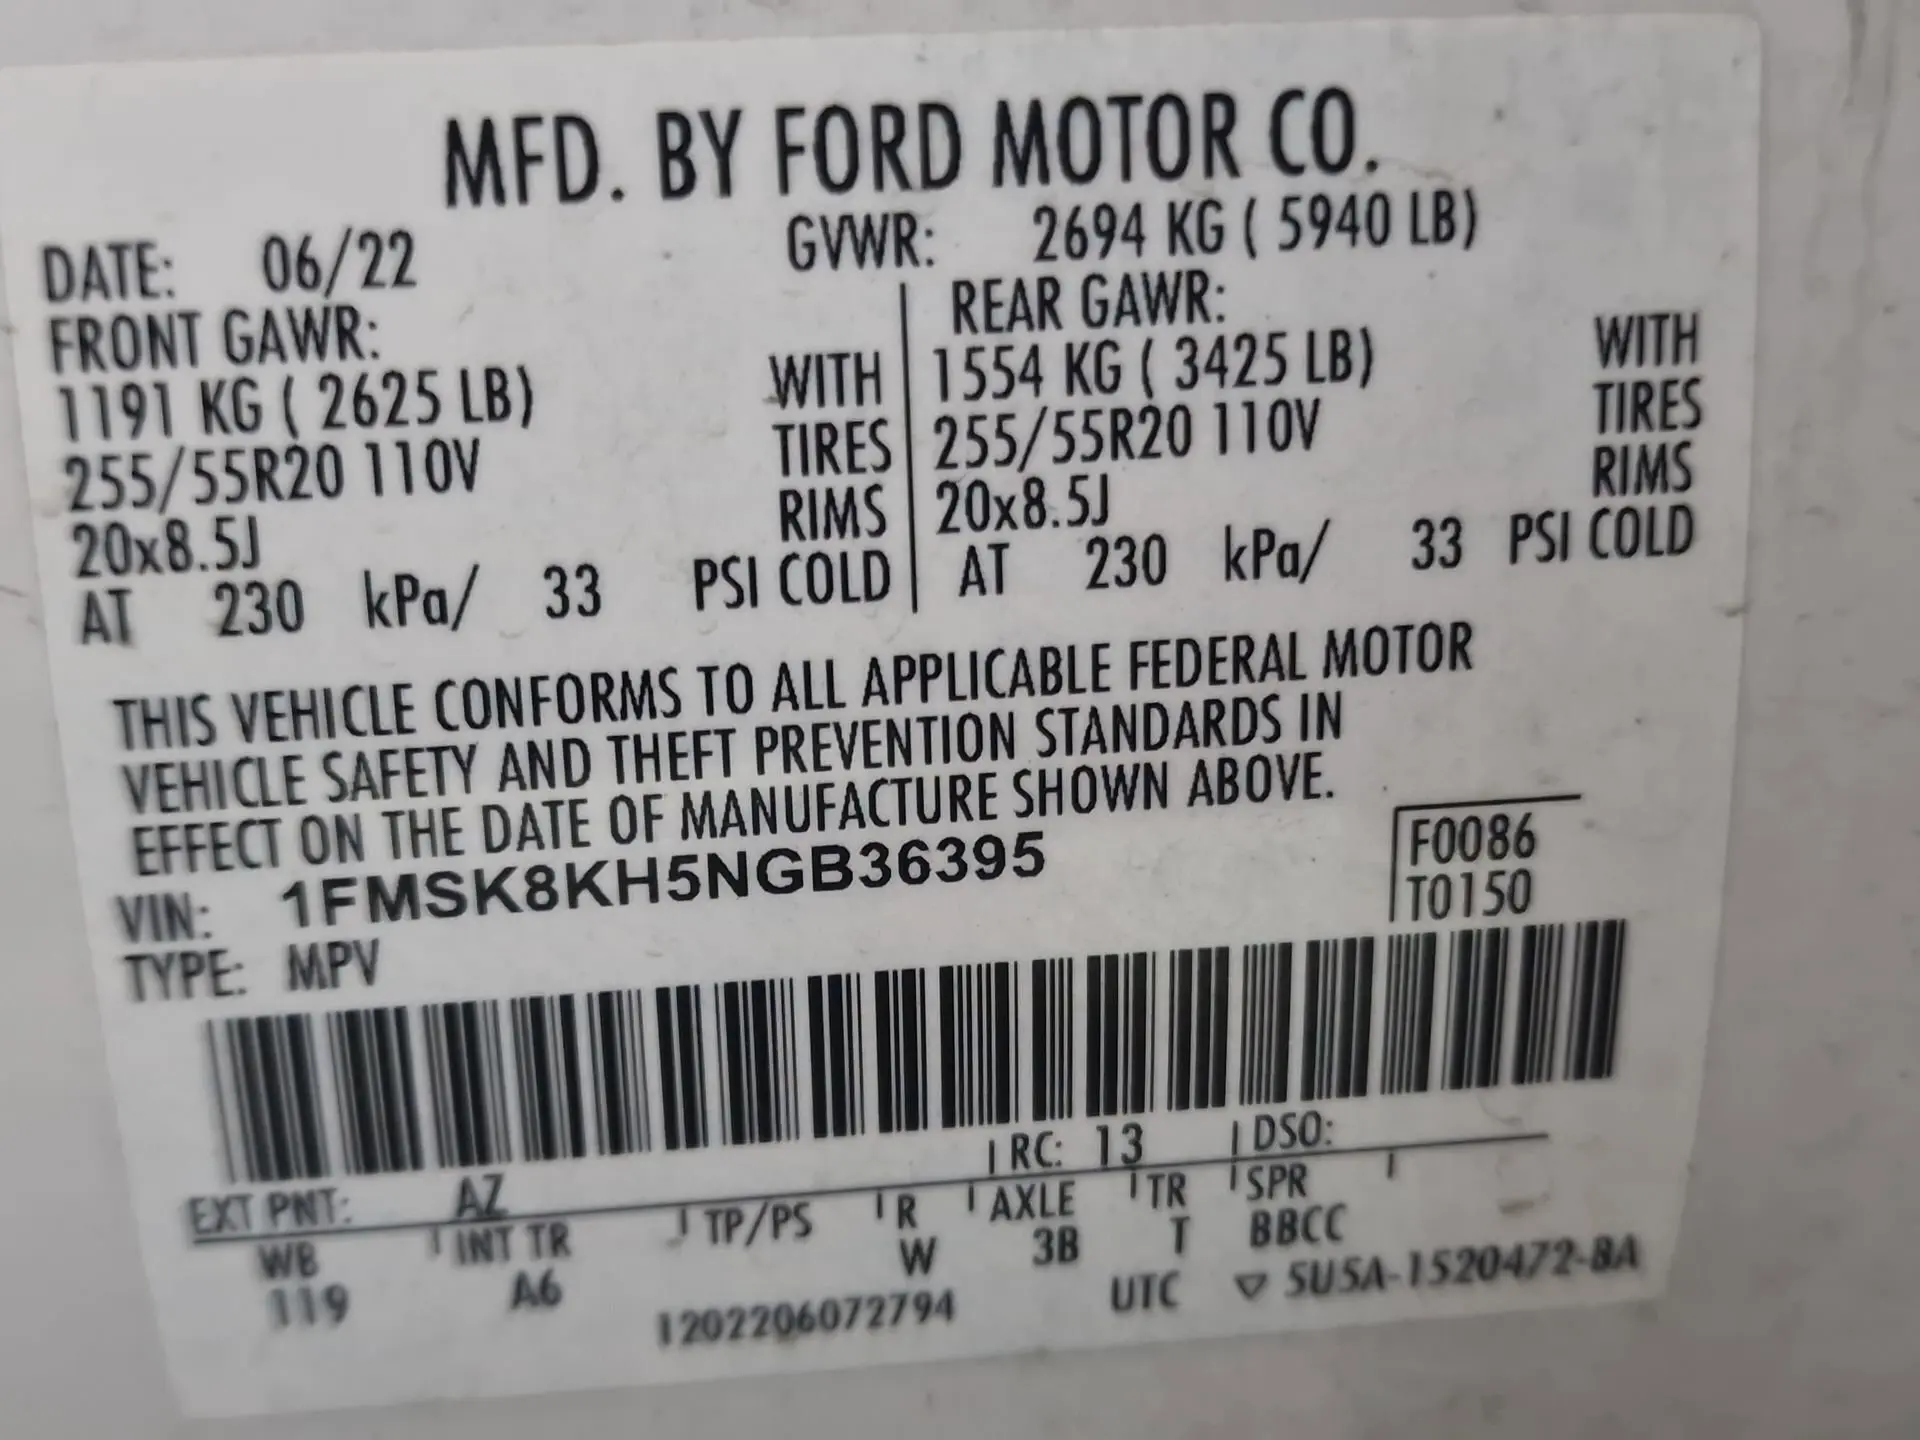 MFD. BY FORD MOTOR CO.
DATE: 06/22 GVWR: 2694 KG ( 5940 LB)
FRONT GAWR: REAR GAWR:
1191 KG ( 2625 LB) WITH 1554 KG ( 3425 LB) WITH
255/55R20 110V TIRES 255/55R20 110V TIRES
20x8.5J RIMS 20x8.5J RIMS
AT 230 kPa/ 33 PSI COLD AT 230 kPa/ 33 PSI COLD
THIS VEHICLE CONFORMS TO ALL APPLICABLE FEDERAL MOTOR
VEHICLE SAFETY AND THEFT PREVENTION STANDARDS IN
EFFECT ON THE DATE OF MANUFACTURE SHOWN ABOVE.
VIN: 1FMSK8KH5NGB36395 F0086
TYPE: MPV T0150
EXT PNT: AZ RC: 13 DSO:
WB INT TR TP/PS R AXLE TR SPR
119 A6 W 3B T BBCC
1202206072794 UTC ▽ 5U5A-1520472-BA